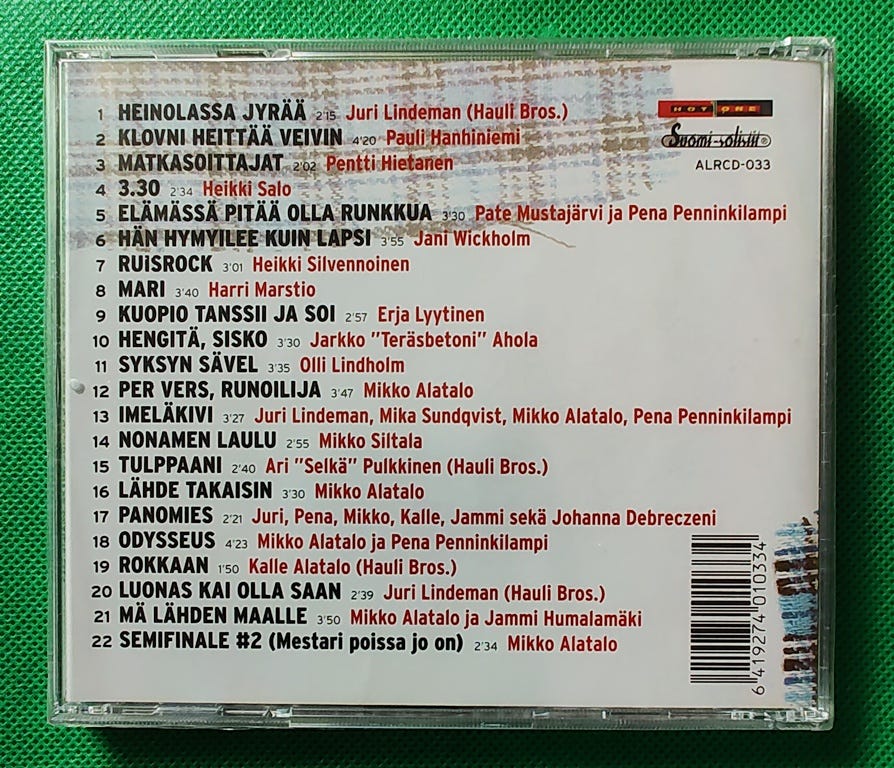 1 HEINOLASSA JYRÄÄ 2'15 Juri Lindeman (Hauli Bros.)
2 KLOVNI HEITTÄÄ VEIVIN 4'20 Pauli Hanhiniemi
3 MATKASOITTAJAT 2'02 Pentti Hietanen
4 3.30 2'34 Heikki Salo
5 ELÄMÄSSÄ PITÄÄ OLLA RUNKKUA 3'30 Pate Mustajärvi ja Pena Penninkilampi
6 HÄN HYMYILEE KUIN LAPSI 3'55 Jani Wickholm
7 RUiSROCK 3'01 Heikki Silvennoinen
8 MARI 3'40 Harri Marstio
9 KUOPIO TANSSII JA SOI 2'57 Erja Lyytinen
10 HENGITÄ, SISKO 3'30 Jarkko "Teräsbetoni" Ahola
11 SYKSYN SÄVEL 3'35 Olli Lindholm
12 PER VERS, RUNOILIJA 3'47 Mikko Alatalo
13 IMELÄKIVI 3'27 Juri Lindeman, Mika Sundqvist, Mikko Alatalo, Pena Penninkilampi
14 NONAMEN LAULU 2'55 Mikko Siltala
15 TULPPAANI 2'40 Ari "Selkä" Pulkkinen (Hauli Bros.)
16 LÄHDE TAKAISIN 3'30 Mikko Alatalo
17 PANOMIES 2'21 Juri, Pena, Mikko, Kalle, Jammi sekä Johanna Debreczeni
18 ODYSSEUS 4'23 Mikko Alatalo ja Pena Penninkilampi
19 ROKKAAN 1'50 Kalle Alatalo (Hauli Bros.)
20 LUONAS KAI OLLA SAAN 2'39 Juri Lindeman (Hauli Bros.)
21 MÄ LÄHDEN MAALLE 3'50 Mikko Alatalo ja Jammi Humalamäki
22 SEMIFINALE #2 (Mestari poissa jo on) 2'34 Mikko Alatalo
HOT ONE
Suomi-solistit®
ALRCD-033
6 419274 010334